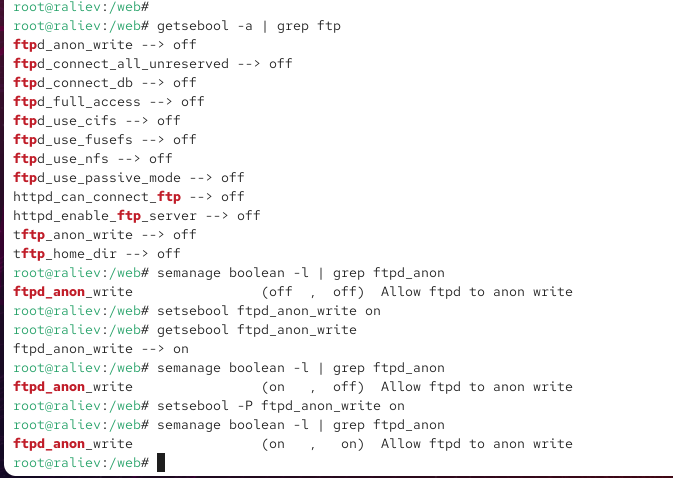 root@raliev:/web#
root@raliev:/web# getsebool -a | grep ftp
ftpd_anon_write --> off
ftpd_connect_all_unreserved --> off
ftpd_connect_db --> off
ftpd_full_access --> off
ftpd_use_cifs --> off
ftpd_use_fusefs --> off
ftpd_use_nfs --> off
ftpd_use_passive_mode --> off
httpd_can_connect_ftp --> off
httpd_enable_ftp_server --> off
tftp_anon_write --> off
tftp_home_dir --> off
root@raliev:/web# semanage boolean -l | grep ftpd_anon
ftpd_anon_write                (off  ,  off)  Allow ftpd to anon write
root@raliev:/web# setsebool ftpd_anon_write on
root@raliev:/web# getsebool ftpd_anon_write
ftpd_anon_write --> on
root@raliev:/web# semanage boolean -l | grep ftpd_anon
ftpd_anon_write                (on   ,  off)  Allow ftpd to anon write
root@raliev:/web# setsebool -P ftpd_anon_write on
root@raliev:/web# semanage boolean -l | grep ftpd_anon
ftpd_anon_write                (on   ,   on)  Allow ftpd to anon write
root@raliev:/web#